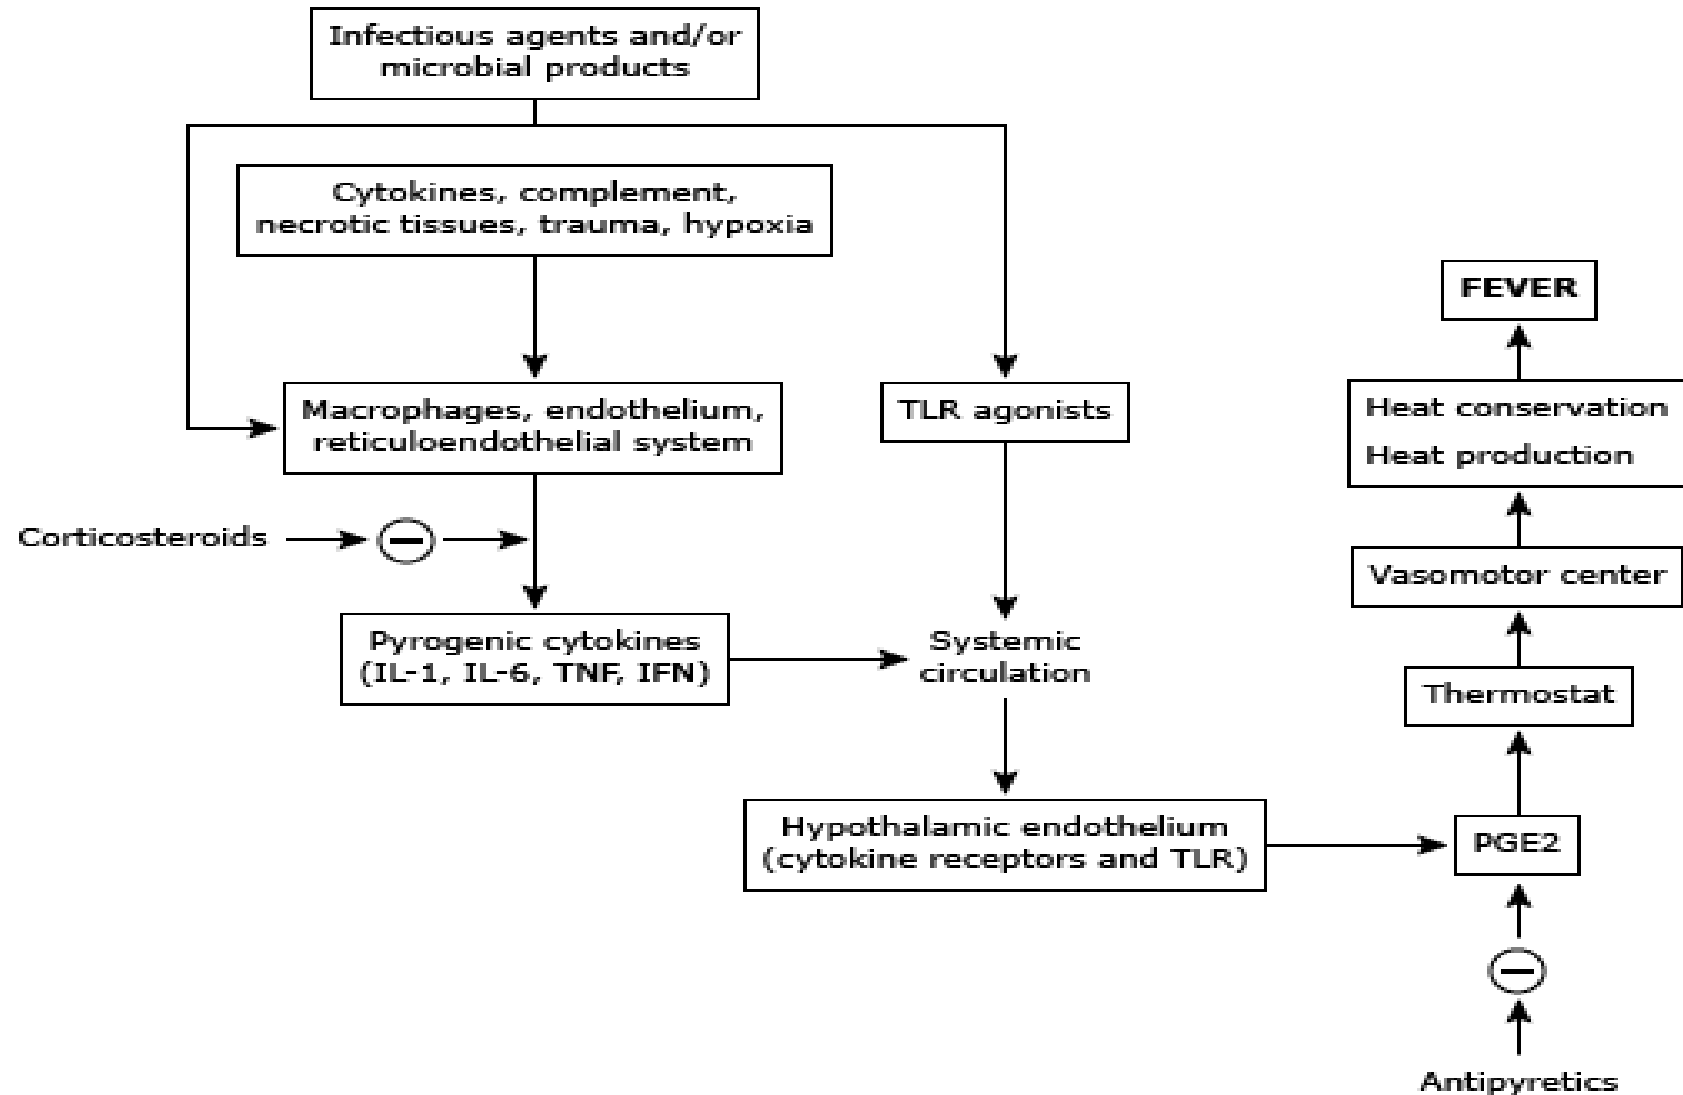 Infectious agents and/or
microbial products
Cytokines, complement,
necrotic tissues, trauma, hypoxia
FEVER
Macrophages, endothelium,
reticuloendothelial system
TLR agonists
Heat conservation
Heat production
Corticosteroids
Vasomotor center
Pyrogenic cytokines
(IL-1, IL-6, TNF, IFN)
Systemic
circulation
Thermostat
Hypothalamic endothelium
(cytokine receptors and TLR)
PGE2
Antipyretics